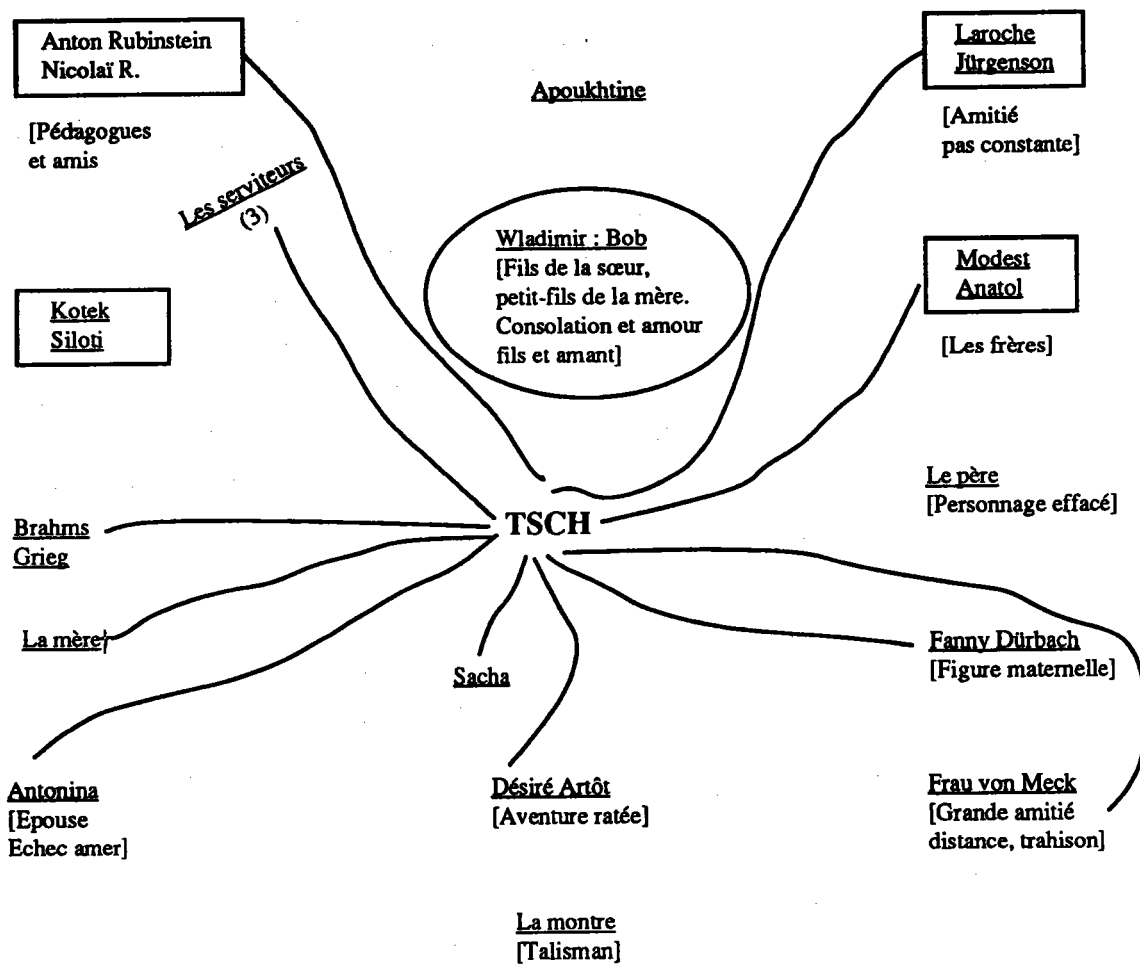 Anton Rubinstein
Nicolaï R.
[Pédagogues
et amis
Apoukhtine
Laroche
Jürgenson
[Amitié
pas constante]
Les serviteurs
(3)
Wladimir : Bob
[Fils de la sœur,
petit-fils de la mère.
Consolation et amour
fils et amant]
Modest
Anatol
[Les frères]
Kotek
Siloti
Le père
[Personnage effacé]
TSCH
Brahms
Grieg
La mère
Sacha
Fanny Dürbach
[Figure maternelle]
Antonina
[Epouse
Echec amer]
Désiré Artôt
[Aventure ratée]
Frau von Meck
[Grande amitié
distance, trahison]
La montre
[Talisman]